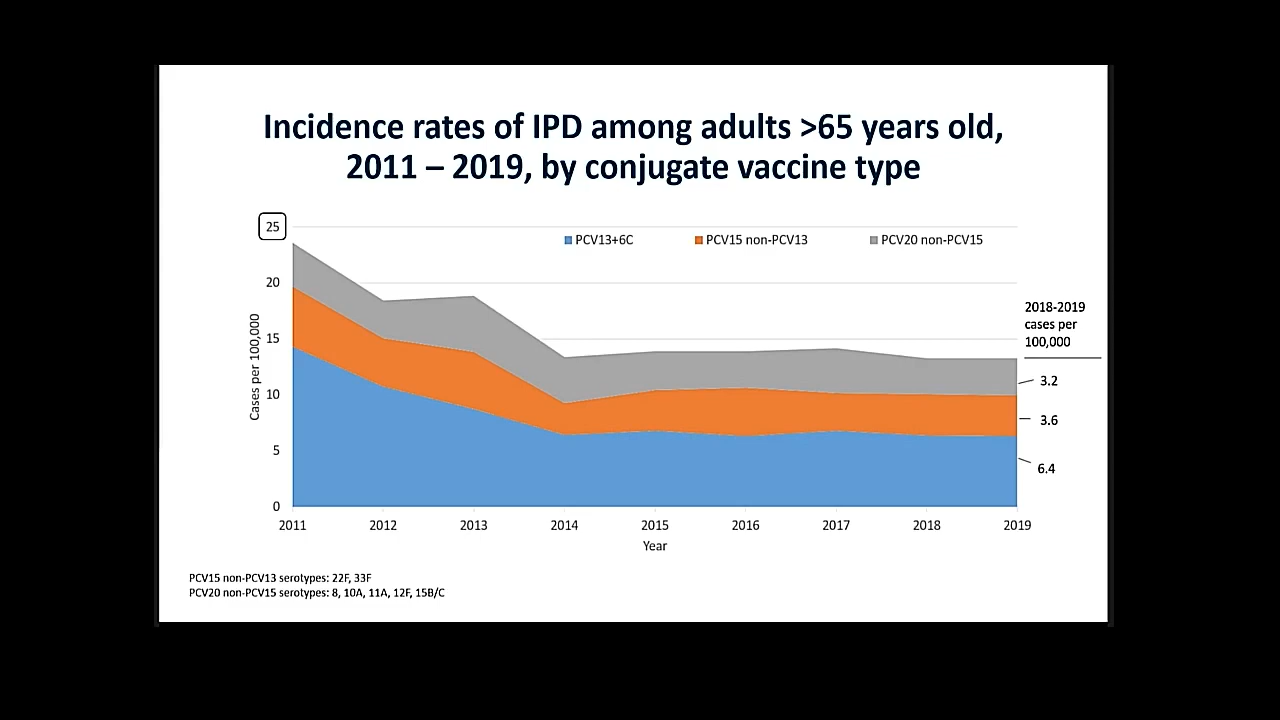 Incidence rates of IPD among adults >65 years old,
2011 – 2019, by conjugate vaccine type
25
PCV13+6C
PCV15 non-PCV13
PCV20 non-PCV15
20
15
10
5
0
Cases per 100,000
2018-2019
cases per
100,000
3.2
3.6
6.4
2011 2012 2013 2014 2015 2016 2017 2018 2019
Year
PCV15 non-PCV13 serotypes: 22F, 33F
PCV20 non-PCV15 serotypes: 8, 10A, 11A, 12F, 15B/C